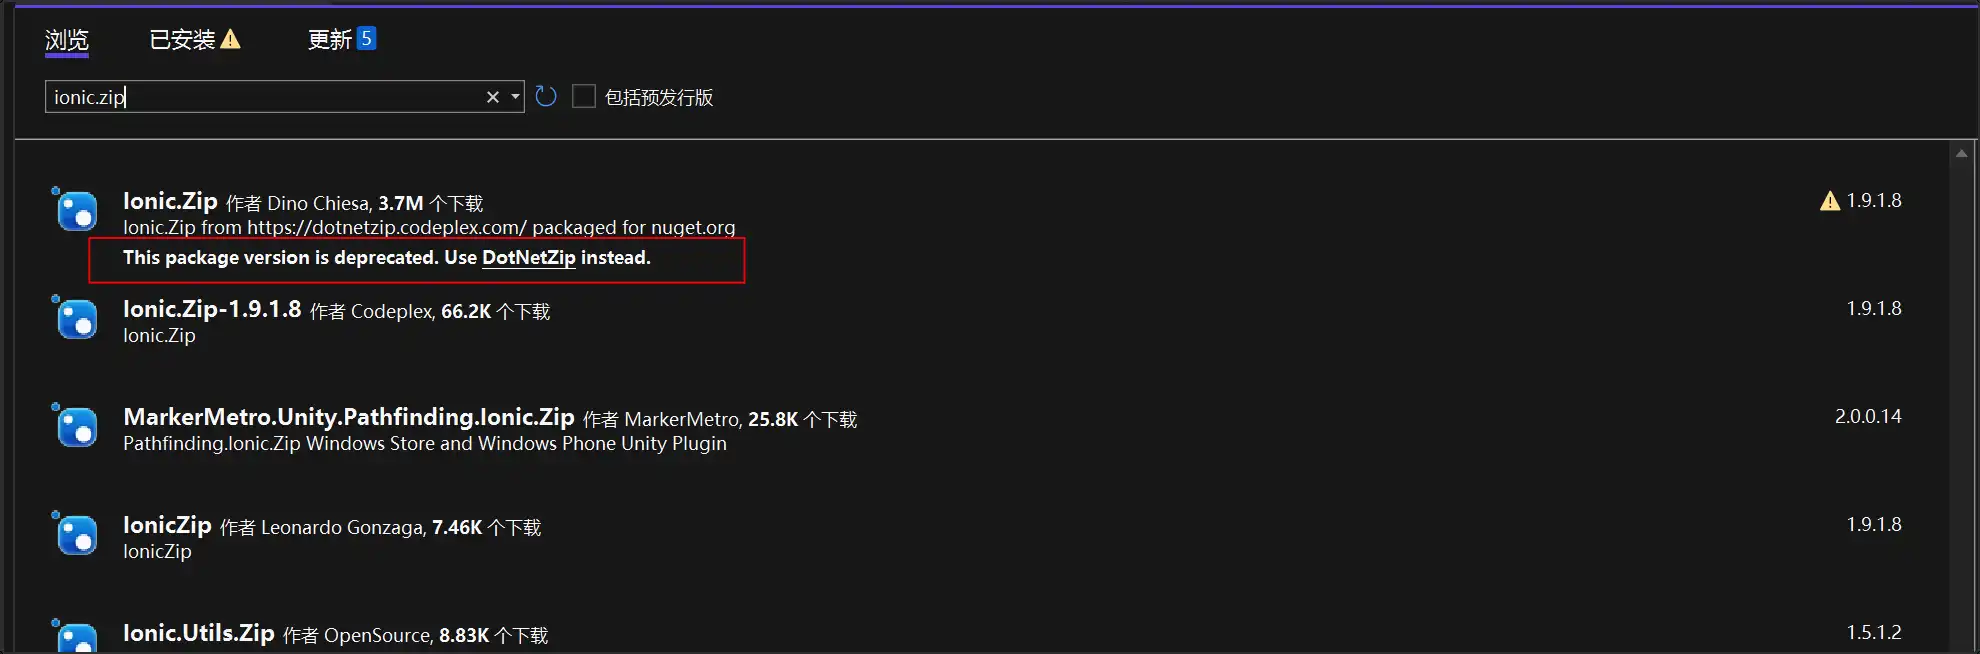 浏览 已安装 更新 5
ionic.zip 包括预发行版
Ionic.Zip 作者 Dino Chiesa, 3.7M 个下载 1.9.1.8
Ionic.Zip from https://dotnetzip.codeplex.com/ packaged for nuget.org
This package version is deprecated. Use DotNetZip instead.
Ionic.Zip-1.9.1.8 作者 Codeplex, 66.2K 个下载 1.9.1.8
Ionic.Zip
MarkerMetro.Unity.Pathfinding.Ionic.Zip 作者 MarkerMetro, 25.8K 个下载 2.0.0.14
Pathfinding.Ionic.Zip Windows Store and Windows Phone Unity Plugin
IonicZip 作者 Leonardo Gonzaga, 7.46K 个下载 1.9.1.8
IonicZip
Ionic.Utils.Zip 作者 OpenSource, 8.83K 个下载 1.5.1.2